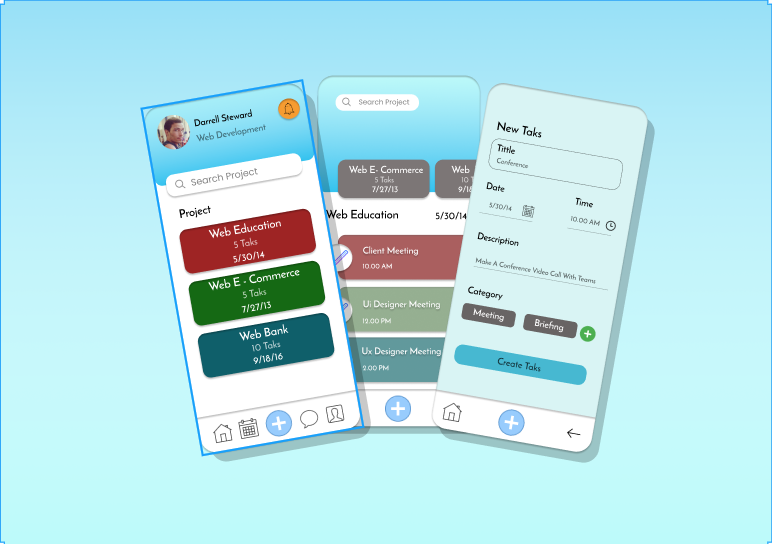 Darrell Steward
Web Development
Search Project
Project
Web Education
5 Taks
5/30/14
Web E - Commerce
5 Taks
7/27/13
Web Bank
10 Taks
9/18/16
Search Project
Web E- Commerce
5 Taks
7/27/13
Web
10 T
9/18
Web Education
5/30/14
Client Meeting
10.00 AM
Ui Designer Meeting
12.00 PM
Ux Designer Meeting
2.00 PM
New Taks
Tittle
Conference
Date
Time
5/30/14
10.00 AM
Description
Make A Conference Video Call With Teams
Category
Meeting
Briefing
Create Taks